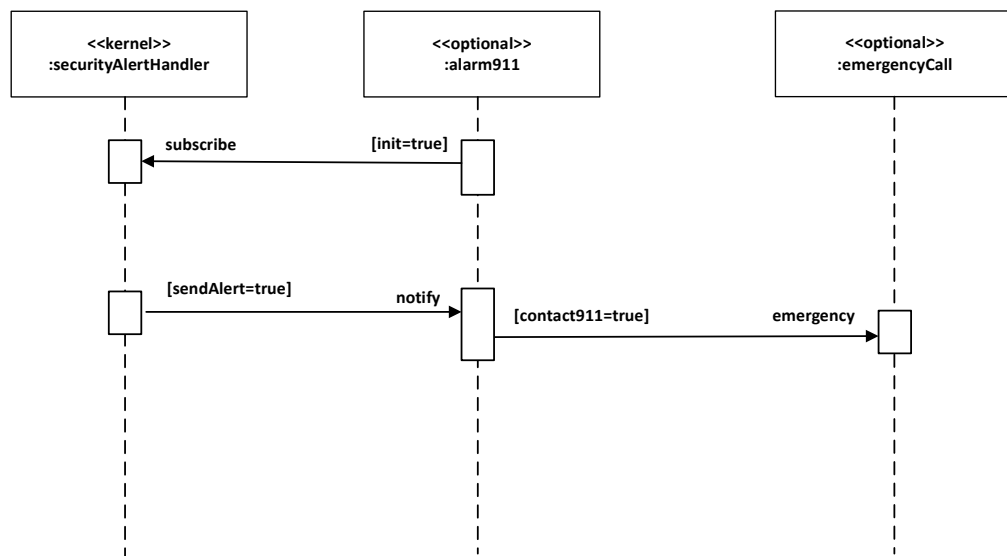 <<kernel>>
:securityAlertHandler
<<optional>>
:alarm911
<<optional>>
:emergencyCall
subscribe
[init=true]
[sendAlert=true]
notify
[contact911=true]
emergency